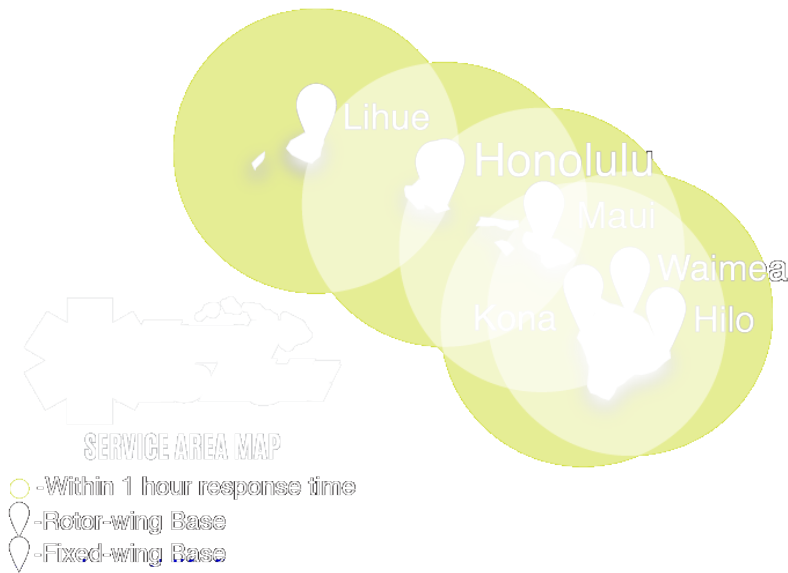 Lihue
Honolulu
Maui
Waimea
Kona
Hilo
SERVICE AREA MAP
-Within 1 hour response time
-Rotor-wing Base
-Fixed-wing Base